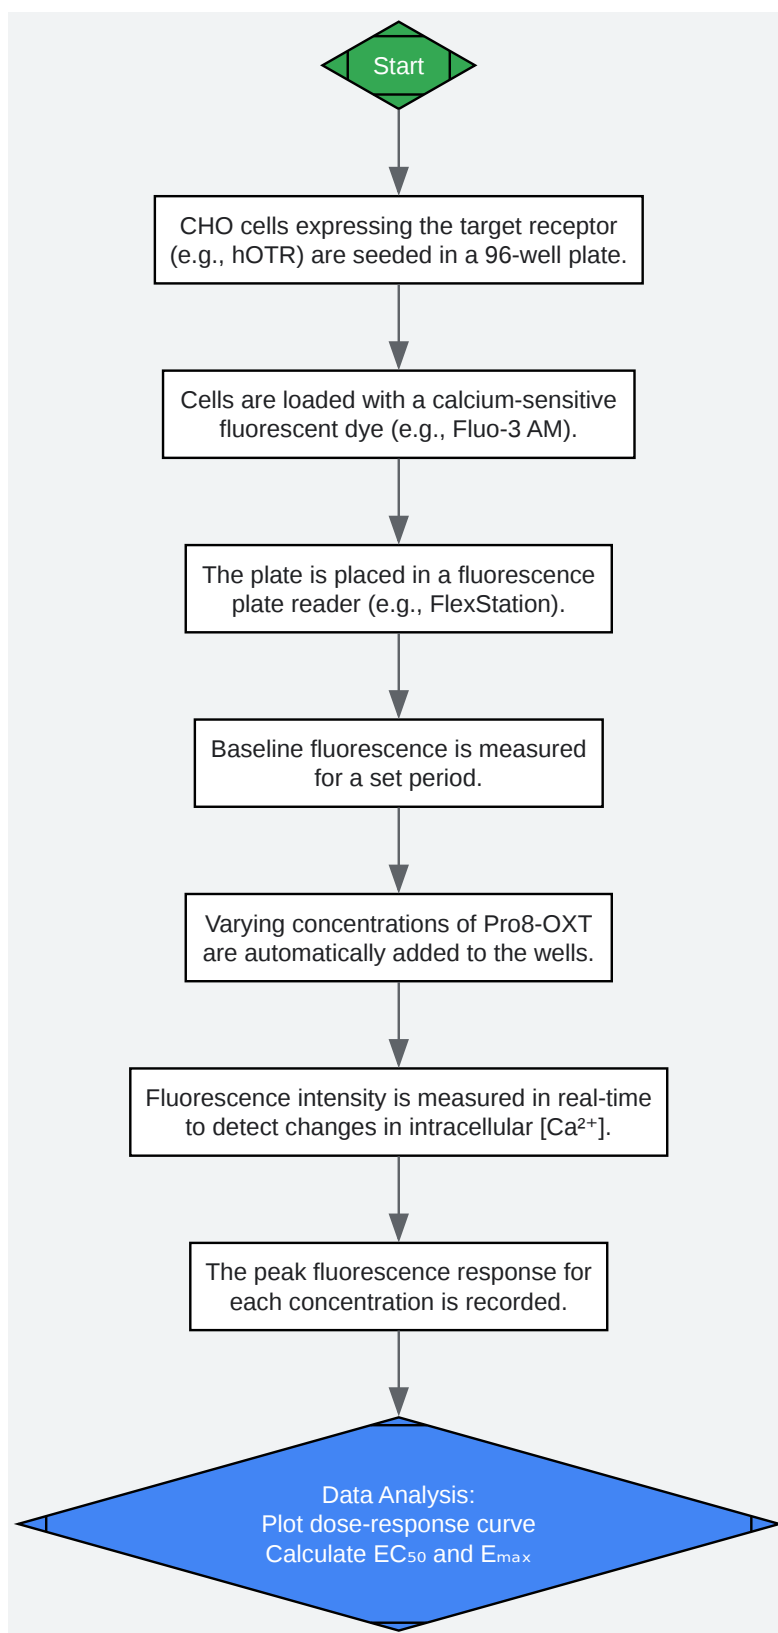 Start
CHO cells expressing the target receptor
(e.g., hOTR) are seeded in a 96-well plate.
Cells are loaded with a calcium-sensitive
fluorescent dye (e.g., Fluo-3 AM).
The plate is placed in a fluorescence
plate reader (e.g., FlexStation).
Baseline fluorescence is measured
for a set period.
Varying concentrations of Pro8-OXT
are automatically added to the wells.
Fluorescence intensity is measured in real-time
to detect changes in intracellular [Ca²⁺].
The peak fluorescence response for
each concentration is recorded.
Data Analysis:
Plot dose-response curve
Calculate EC₅₀ and Eₘₐₓ